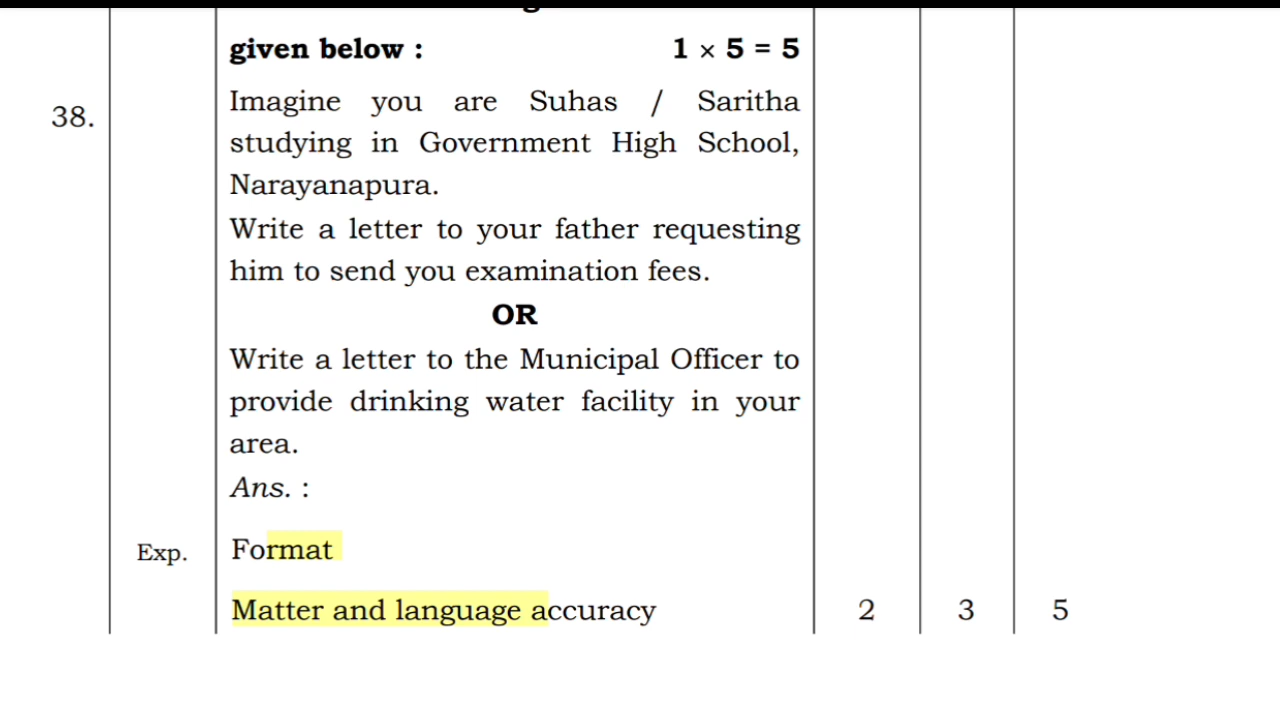 given below : 1 × 5 = 5
38.
Imagine you are Suhas / Saritha
studying in Government High School,
Narayanapura.
Write a letter to your father requesting
him to send you examination fees.
OR
Write a letter to the Municipal Officer to
provide drinking water facility in your
area.
Ans. :
Exp. Format
Matter and language accuracy 2 3 5